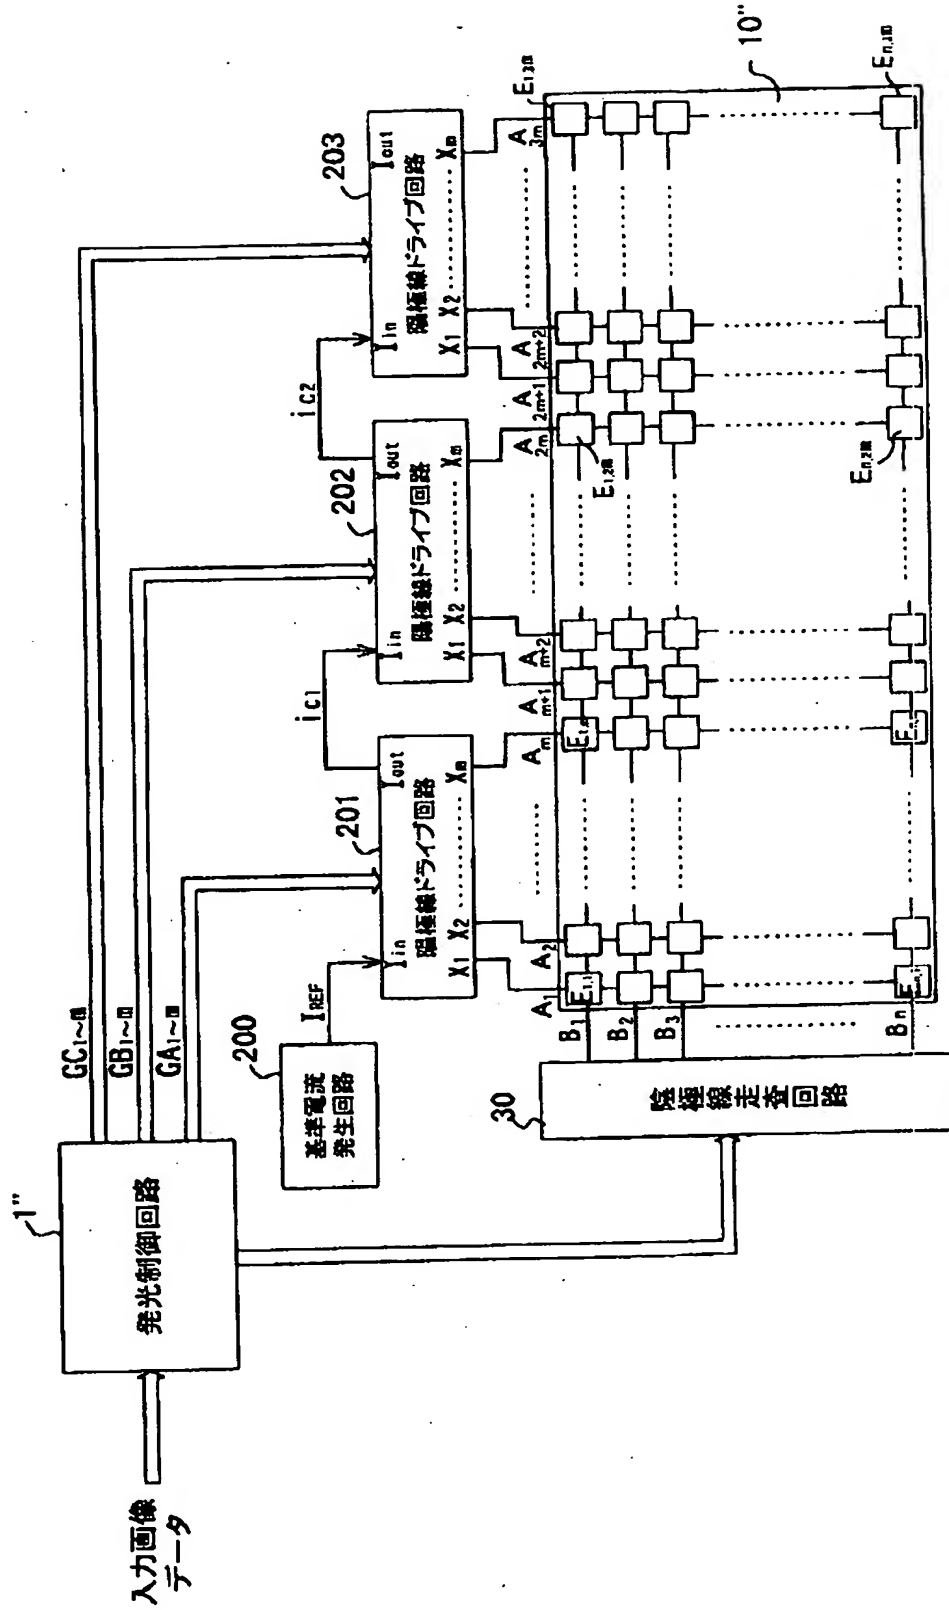 入力画像
データ
1"
発光制御回路
GC1~m
GB1~m
GA1~m
200
基準電流
発生回路
IREF
201
Iin
Iout
陽極線ドライブ回路
X1 X2 ········ Xm
ic1
202
Iin
Iout
陽極線ドライブ回路
X1 X2 ········ Xm
ic2
203
Iin
Iout
陽極線ドライブ回路
X1 X2 ········ Xm
A1 A2 ········ Am Am+1 Am+2 ········ A2m A2m+1 A2m+2 ········ A3m
E1,1
E1,m
E1,2m
E1,3m
10"
30
陰極線走査回路
B1
B2
B3
Bn
En,2m
En,3m